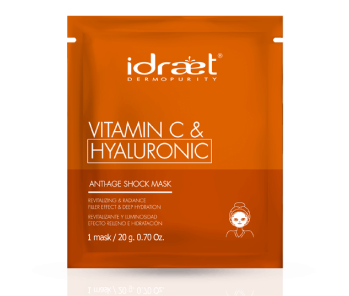 idraet
DERMOPURITY®
VITAMIN C &
HYALURONIC
ANTI-AGE SHOCK MASK
REVITALIZING & RADIANCE
FILLER EFFECT & DEEP HYDRATION
REVITALIZANTE Y LUMINOSIDAD
EFECTO RELLENO E HIDRATACION
1 mask / 20 g. 0.70 Oz.